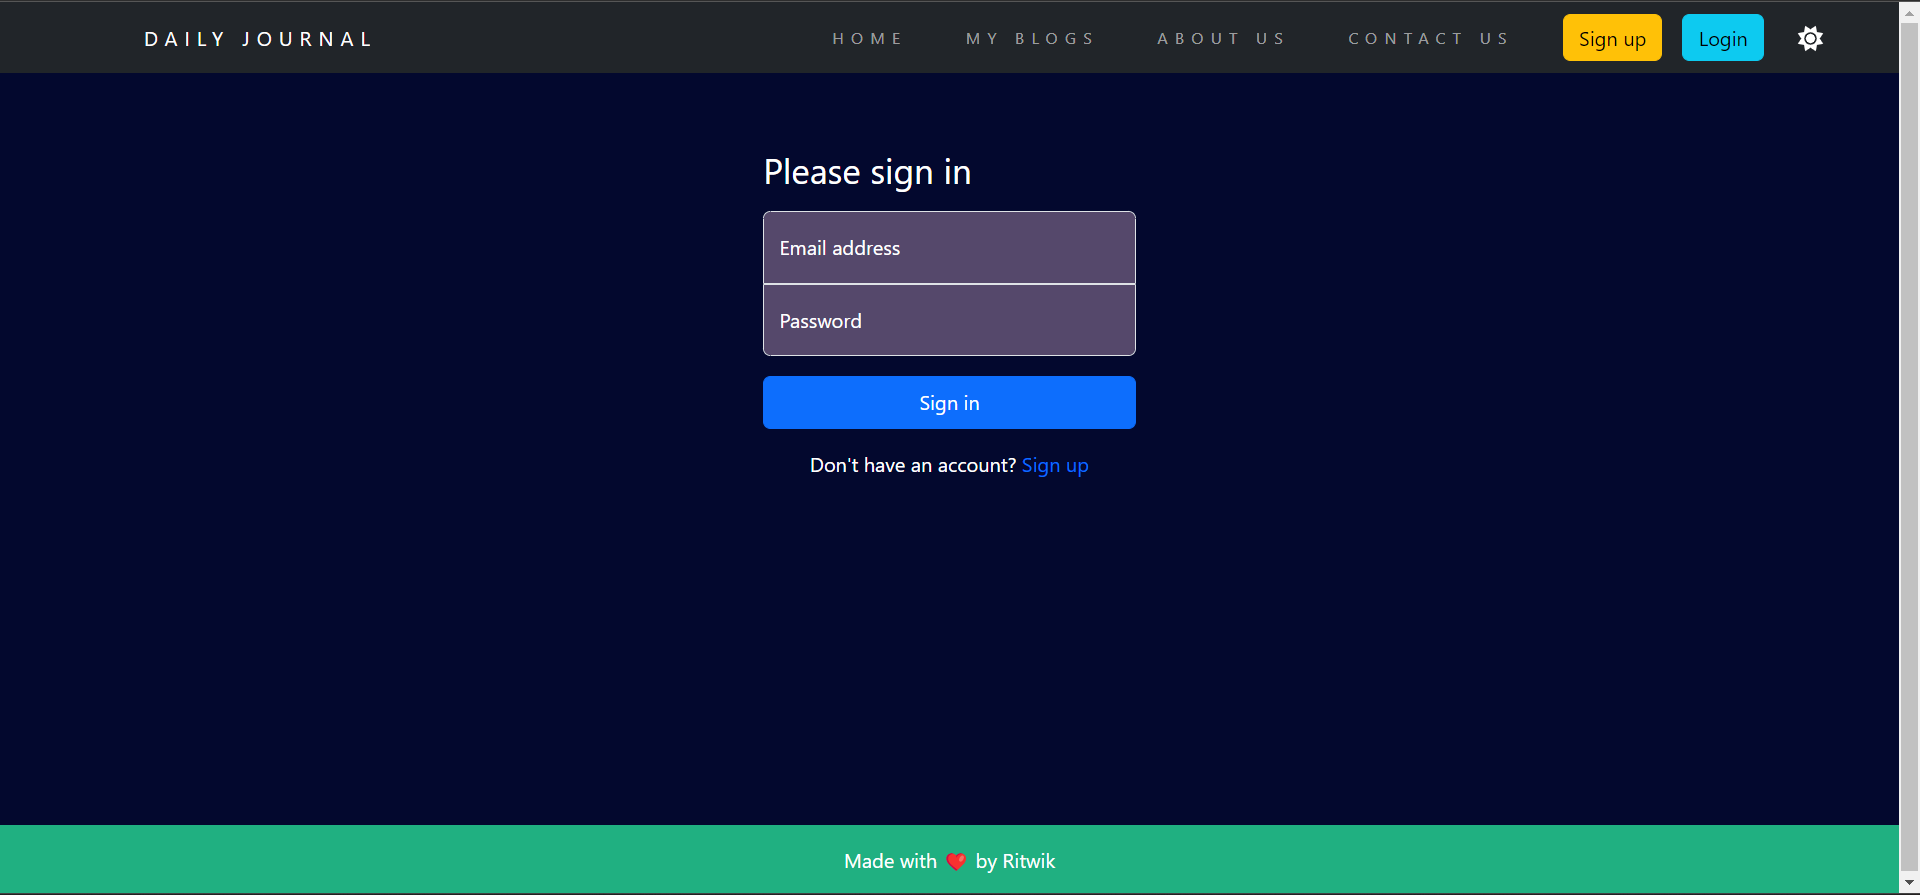 DAILY JOURNAL
HOME MY BLOGS ABOUT US CONTACT US Sign up Login
Please sign in
Email address
Password
Sign in
Don't have an account? Sign up
Made with ❤️ by Ritwik